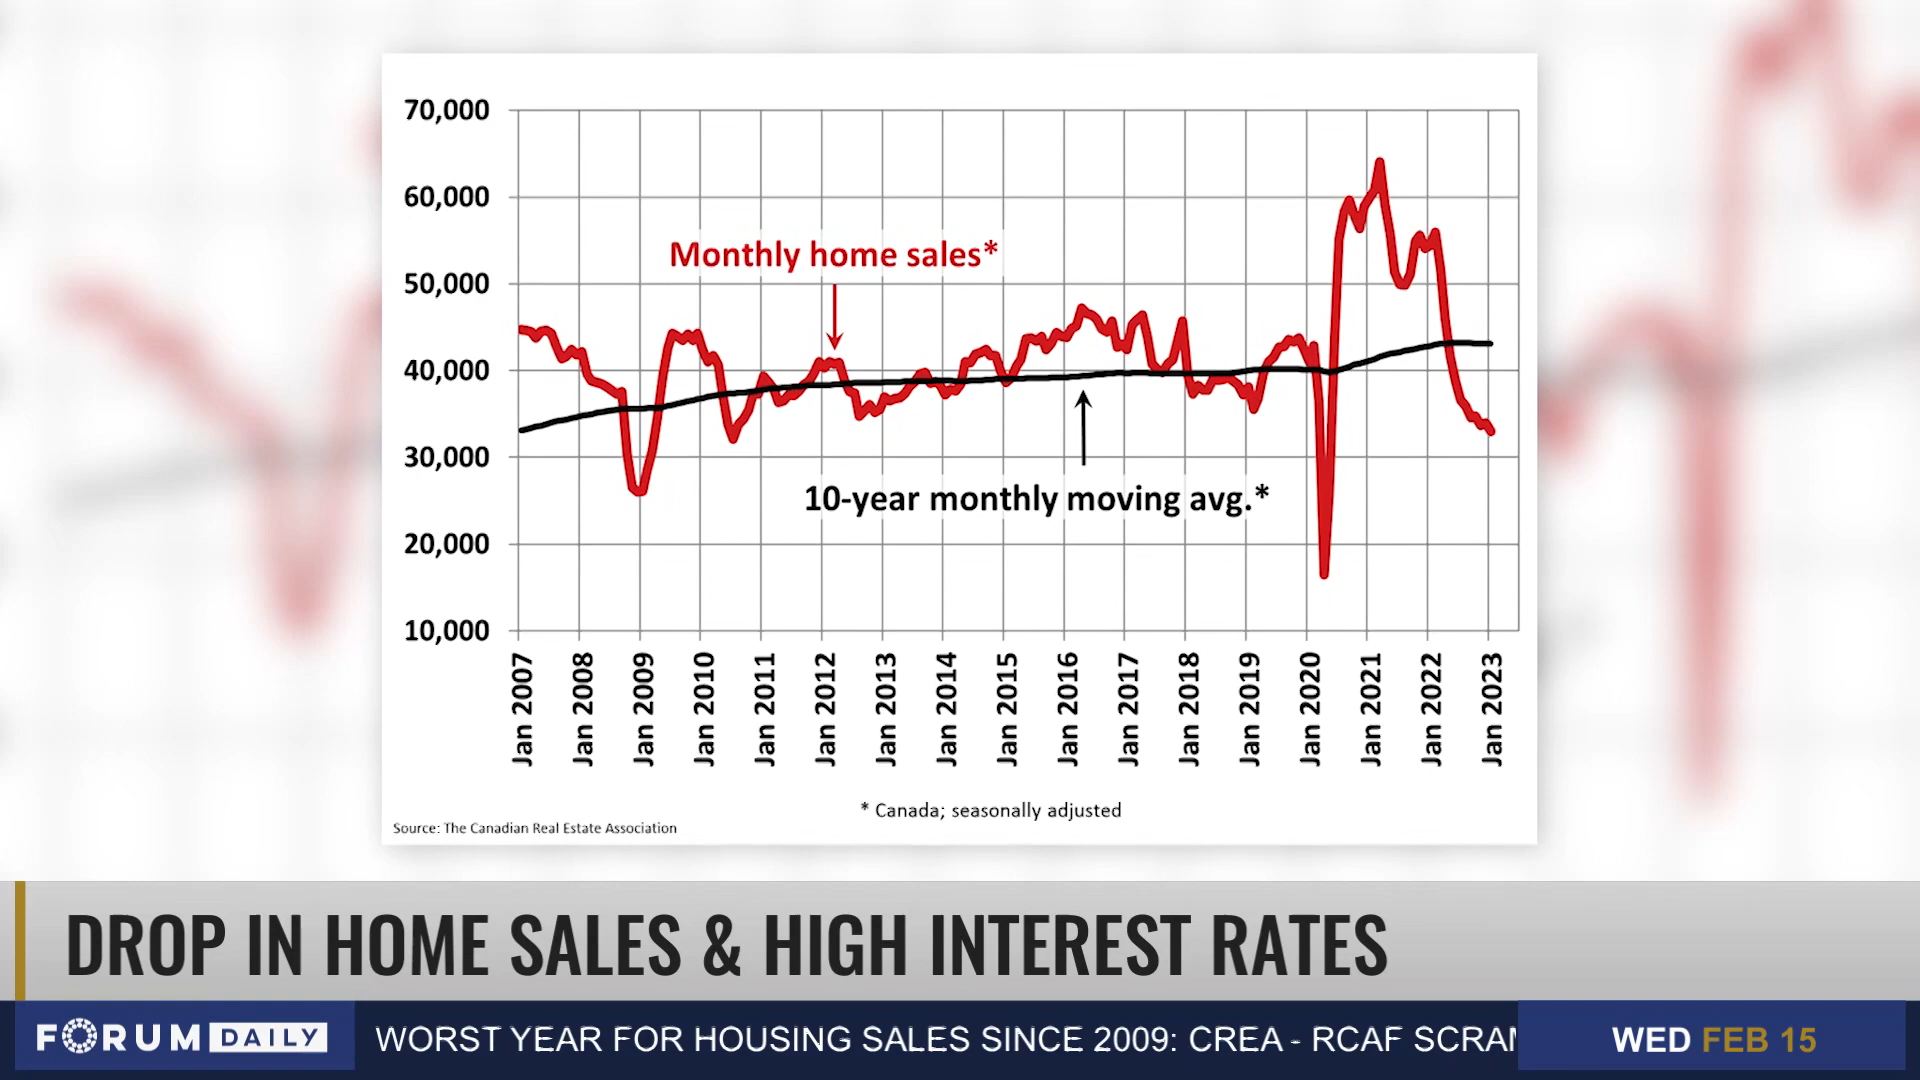 70,000
60,000
50,000
40,000
30,000
20,000
10,000
Monthly home sales*
10-year monthly moving avg.*
Jan 2007
Jan 2008
Jan 2009
Jan 2010
Jan 2011
Jan 2012
Jan 2013
Jan 2014
Jan 2015
Jan 2016
Jan 2017
Jan 2018
Jan 2019
Jan 2020
Jan 2021
Jan 2022
Jan 2023
* Canada; seasonally adjusted
Source: The Canadian Real Estate Association
DROP IN HOME SALES & HIGH INTEREST RATES
FORUM DAILY
WORST YEAR FOR HOUSING SALES SINCE 2009: CREA - RCAF
WED FEB 15